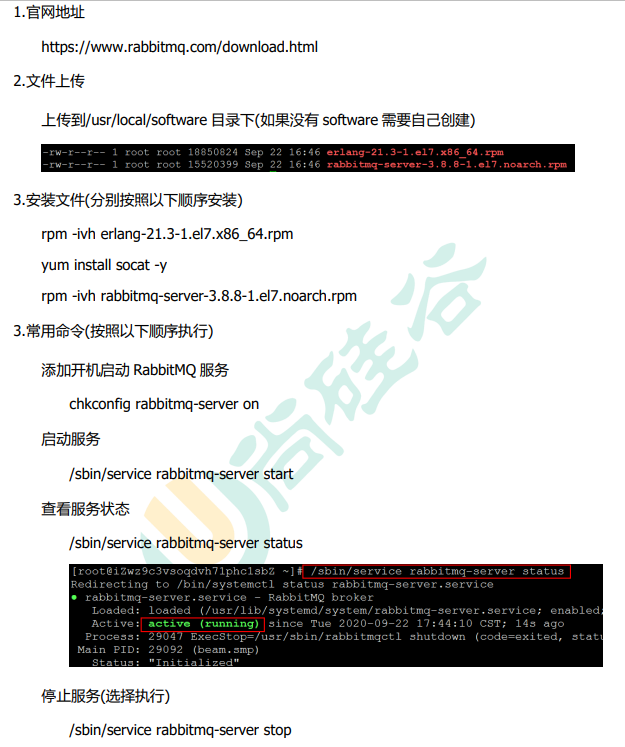 1.官网地址
https://www.rabbitmq.com/download.html
2.文件上传
上传到/usr/local/software 目录下(如果没有 software 需要自己创建)
-rw-r--r-- 1 root root 18850824 Sep 22 16:46 erlang-21.3-1.el7.x86_64.rpm
-rw-r--r-- 1 root root 15520399 Sep 22 16:46 rabbitmq-server-3.8.8-1.el7.noarch.rpm
3.安装文件(分别按照以下顺序安装)
rpm -ivh erlang-21.3-1.el7.x86_64.rpm
yum install socat -y
rpm -ivh rabbitmq-server-3.8.8-1.el7.noarch.rpm
3.常用命令(按照以下顺序执行)
添加开机启动 RabbitMQ 服务
chkconfig rabbitmq-server on
启动服务
/sbin/service rabbitmq-server start
查看服务状态
/sbin/service rabbitmq-server status
[root@iZwz9c3vsoqdvh71phc1sbZ ~]# /sbin/service rabbitmq-server status
Redirecting to /bin/systemctl status rabbitmq-server.service
● rabbitmq-server.service - RabbitMQ broker
Loaded: loaded (/usr/lib/systemd/system/rabbitmq-server.service; enabled;
Active: active (running) since Tue 2020-09-22 17:44:10 CST; 14s ago
Process: 29047 ExecStop=/usr/sbin/rabbitmqctl shutdown (code=exited, statu
Main PID: 29092 (beam.smp)
Status: "Initialized"
停止服务(选择执行)
/sbin/service rabbitmq-server stop
尚硅谷